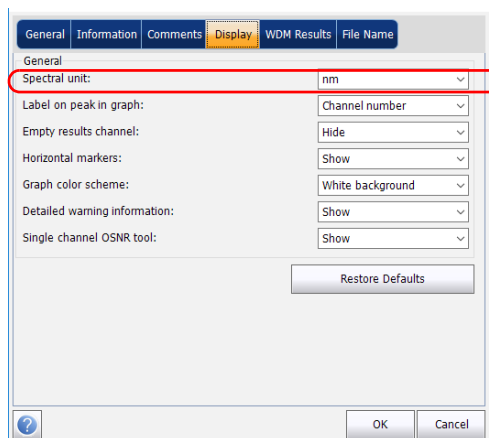 General Information Comments Display WDM Results File Name
General
Spectral unit: nm
Label on peak in graph: Channel number
Empty results channel: Hide
Horizontal markers: Show
Graph color scheme: White background
Detailed warning information: Show
Single channel OSNR tool: Show
Restore Defaults
? OK Cancel